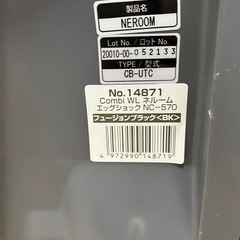 製品名
NEROOM
Lot No./ロットNo
20010-00-052133
TYPE/型式
CB-UTC
No.14871
Combi WL ネルーム
エッグショック NC-570
フュージョンブラック<BK>
4 972990 148719